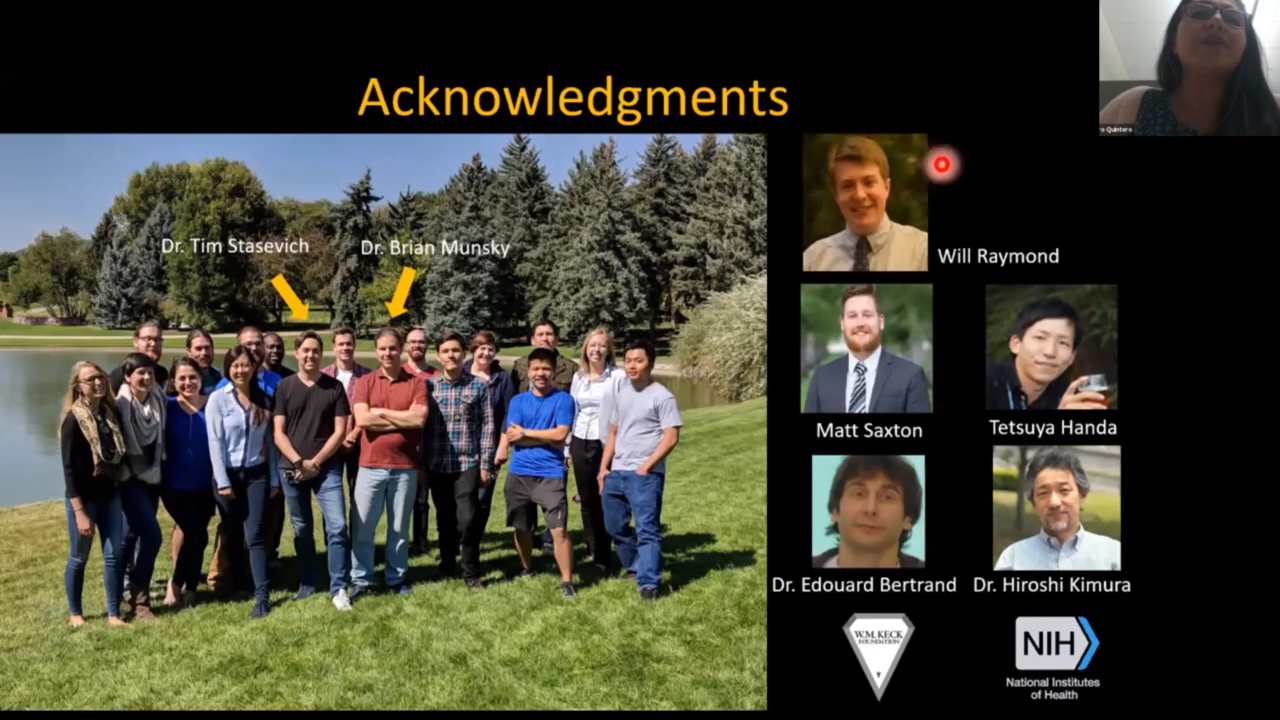 Acknowledgments
Quintero
Dr. Tim Stasevich
Dr. Brian Munsky
Will Raymond
Matt Saxton
Tetsuya Handa
Dr. Edouard Bertrand
Dr. Hiroshi Kimura
W.M. KECK
FOUNDATION
NIH
National Institutes
of Health